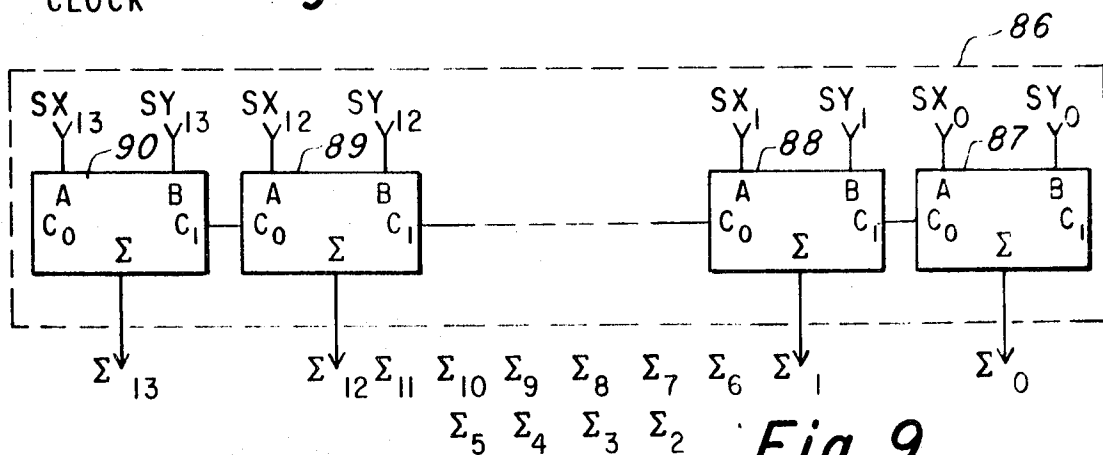 CLOCK
86
SX₁₃ SY₁₃ SX₁₂ SY₁₂ SX₁ SY₁ SX₀ SY₀
90 89 88 87
A B A B A B A B
C₀ C₁ C₀ C₁ C₀ C₁ C₀ C₁
Σ Σ Σ Σ
Σ₁₃ Σ₁₂ Σ₁₁ Σ₁₀ Σ₉ Σ₈ Σ₇ Σ₆ Σ₁ Σ₀
Σ₅ Σ₄ Σ₃ Σ₂
Fig. 9